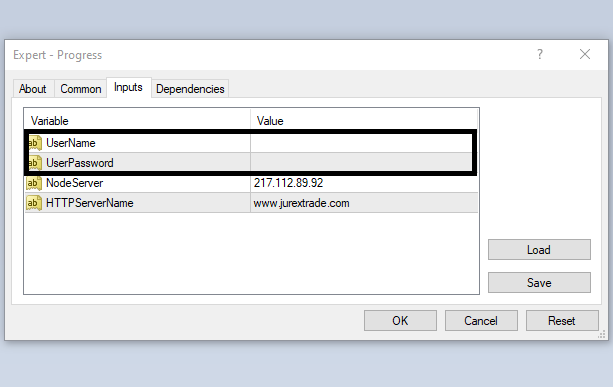 Expert - Progress ?
About Common Inputs Dependencies
Variable Value
ab UserName
ab UserPassword
ab NodeServer 217.112.89.92
ab HTTPServerName www.jurextrade.com
Load
Save
OK Cancel Reset